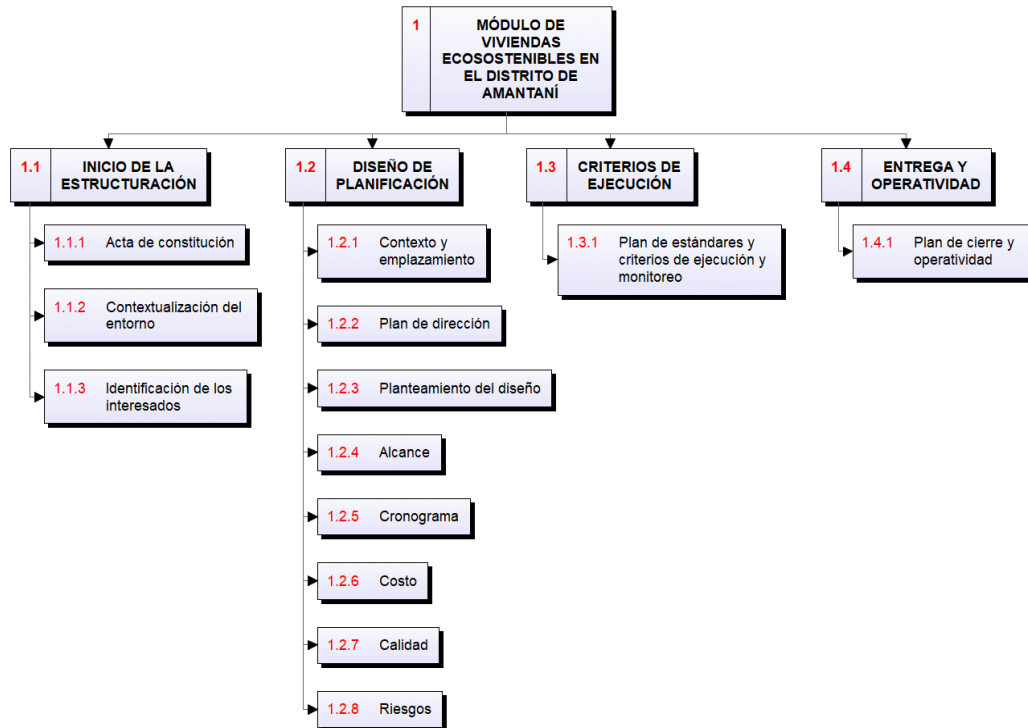 1 MÓDULO DE
VIVIENDAS
ECOSOSTENIBLES EN
EL DISTRITO DE
AMANTANÍ
1.1 INICIO DE LA
ESTRUCTURACIÓN
1.1.1 Acta de constitución
1.1.2 Contextualización del
entorno
1.1.3 Identificación de los
interesados
1.2 DISEÑO DE
PLANIFICACIÓN
1.2.1 Contexto y
emplazamiento
1.2.2 Plan de dirección
1.2.3 Planteamiento del diseño
1.2.4 Alcance
1.2.5 Cronograma
1.2.6 Costo
1.2.7 Calidad
1.2.8 Riesgos
1.3 CRITERIOS DE
EJECUCIÓN
1.3.1 Plan de estándares y
criterios de ejecución y
monitoreo
1.4 ENTREGA Y
OPERATIVIDAD
1.4.1 Plan de cierre y
operatividad